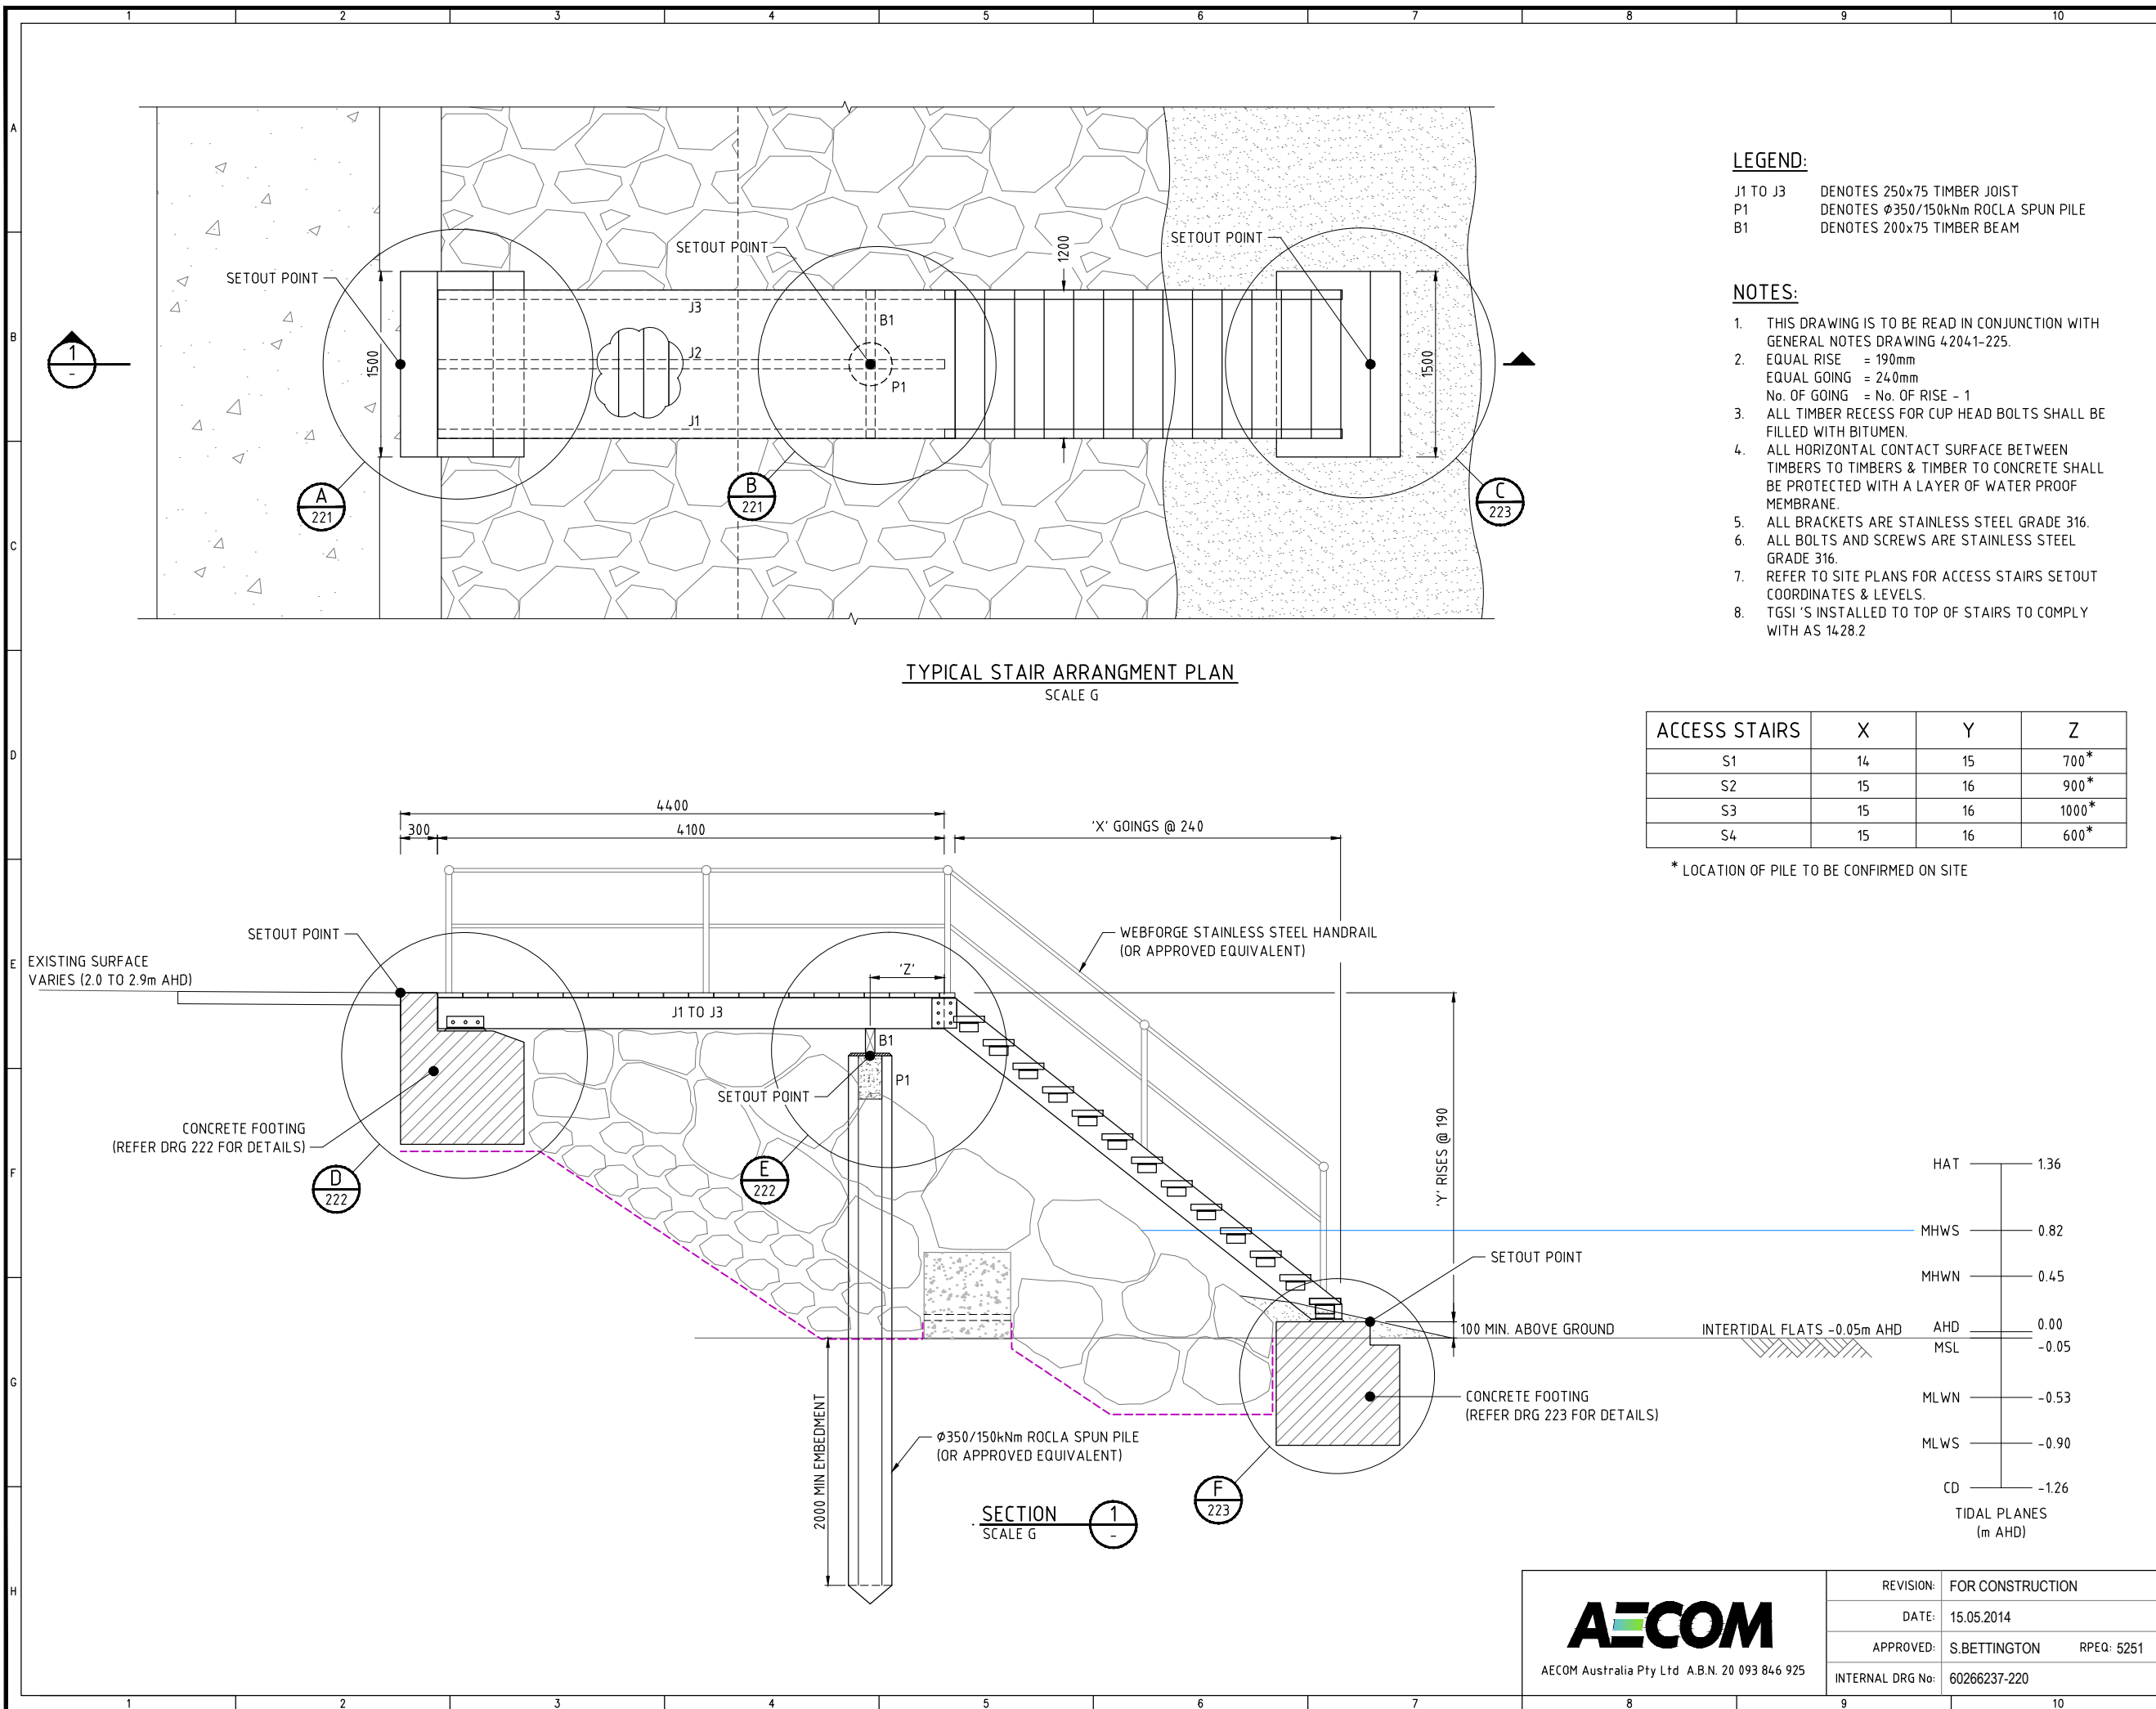 1 2 3 4 5 6 7 8 9 10
A
B
C
D
E
F
G
H
SETOUT POINT
SETOUT POINT
SETOUT POINT
1200
J3
B1
J2
P1
J1
1500
1500
1
-
A
221
B
221
C
223
TYPICAL STAIR ARRANGMENT PLAN
SCALE G
LEGEND:
J1 TO J3 DENOTES 250x75 TIMBER JOIST
P1 DENOTES Ø350/150kNm ROCLA SPUN PILE
B1 DENOTES 200x75 TIMBER BEAM
NOTES:
1. THIS DRAWING IS TO BE READ IN CONJUNCTION WITH
GENERAL NOTES DRAWING 42041-225.
2. EQUAL RISE = 190mm
EQUAL GOING = 240mm
No. OF GOING = No. OF RISE - 1
3. ALL TIMBER RECESS FOR CUP HEAD BOLTS SHALL BE
FILLED WITH BITUMEN.
4. ALL HORIZONTAL CONTACT SURFACE BETWEEN
TIMBERS TO TIMBERS & TIMBER TO CONCRETE SHALL
BE PROTECTED WITH A LAYER OF WATER PROOF
MEMBRANE.
5. ALL BRACKETS ARE STAINLESS STEEL GRADE 316.
6. ALL BOLTS AND SCREWS ARE STAINLESS STEEL
GRADE 316.
7. REFER TO SITE PLANS FOR ACCESS STAIRS SETOUT
COORDINATES & LEVELS.
8. TGSI 'S INSTALLED TO TOP OF STAIRS TO COMPLY
WITH AS 1428.2
ACCESS STAIRS X Y Z
S1 14 15 700*
S2 15 16 900*
S3 15 16 1000*
S4 15 16 600*
* LOCATION OF PILE TO BE CONFIRMED ON SITE
4400
300
4100
'X' GOINGS @ 240
SETOUT POINT
WEBFORGE STAINLESS STEEL HANDRAIL
(OR APPROVED EQUIVALENT)
EXISTING SURFACE
VARIES (2.0 TO 2.9m AHD)
'Z'
J1 TO J3
B1
P1
SETOUT POINT
CONCRETE FOOTING
(REFER DRG 222 FOR DETAILS)
D
222
E
222
'Y' RISES @ 190
SETOUT POINT
100 MIN. ABOVE GROUND
INTERTIDAL FLATS -0.05m AHD
CONCRETE FOOTING
(REFER DRG 223 FOR DETAILS)
2000 MIN EMBEDMENT
Ø350/150kNm ROCLA SPUN PILE
(OR APPROVED EQUIVALENT)
F
223
SECTION
SCALE G
1
-
HAT 1.36
MHWS 0.82
MHWN 0.45
AHD 0.00
MSL -0.05
MLWN -0.53
MLWS -0.90
CD -1.26
TIDAL PLANES
(m AHD)
AECOM
AECOM Australia Pty Ltd A.B.N. 20 093 846 925
REVISION: FOR CONSTRUCTION
DATE: 15.05.2014
APPROVED: S.BETTINGTON RPEQ: 5251
INTERNAL DRG No: 60266237-220
1 2 3 4 5 6 7 8 9 10